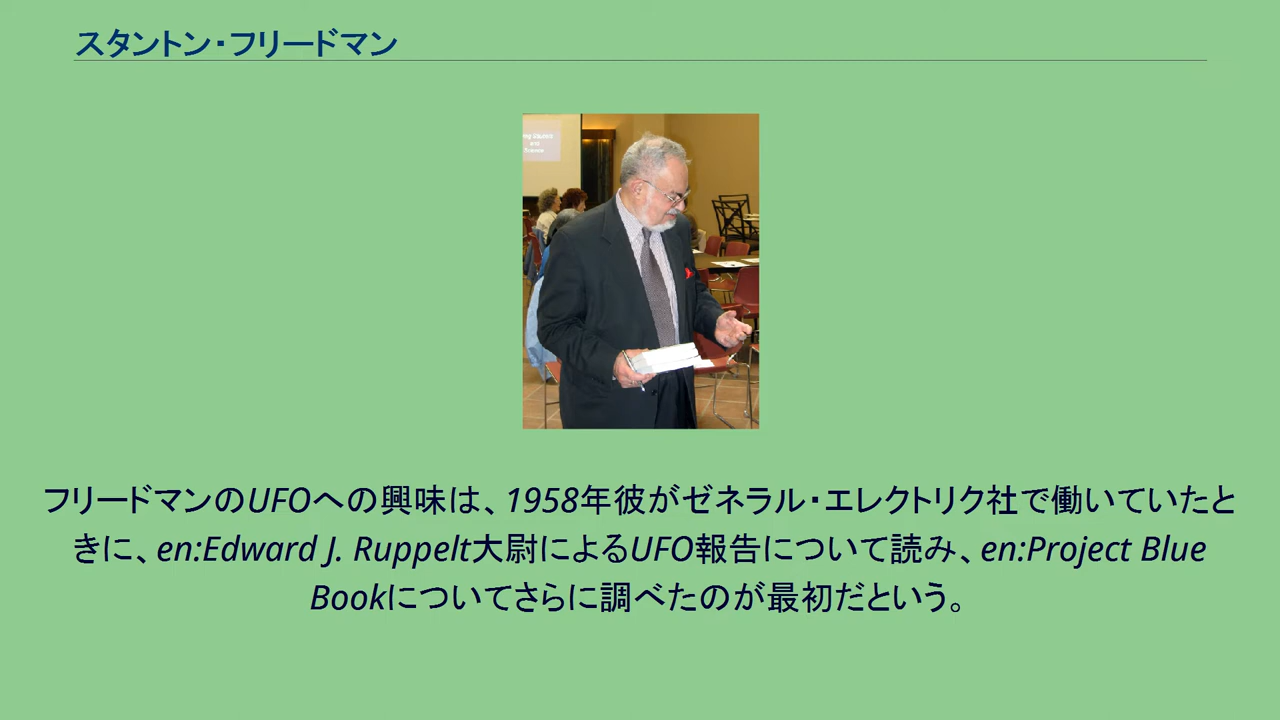 スタントン・フリードマン
フリードマンのUFOへの興味は、1958年彼がゼネラル・エレクトリク社で働いていたと
きに、en:Edward J. Ruppelt大尉によるUFO報告について読み、en:Project Blue
Bookについてさらに調べたのが最初だという。